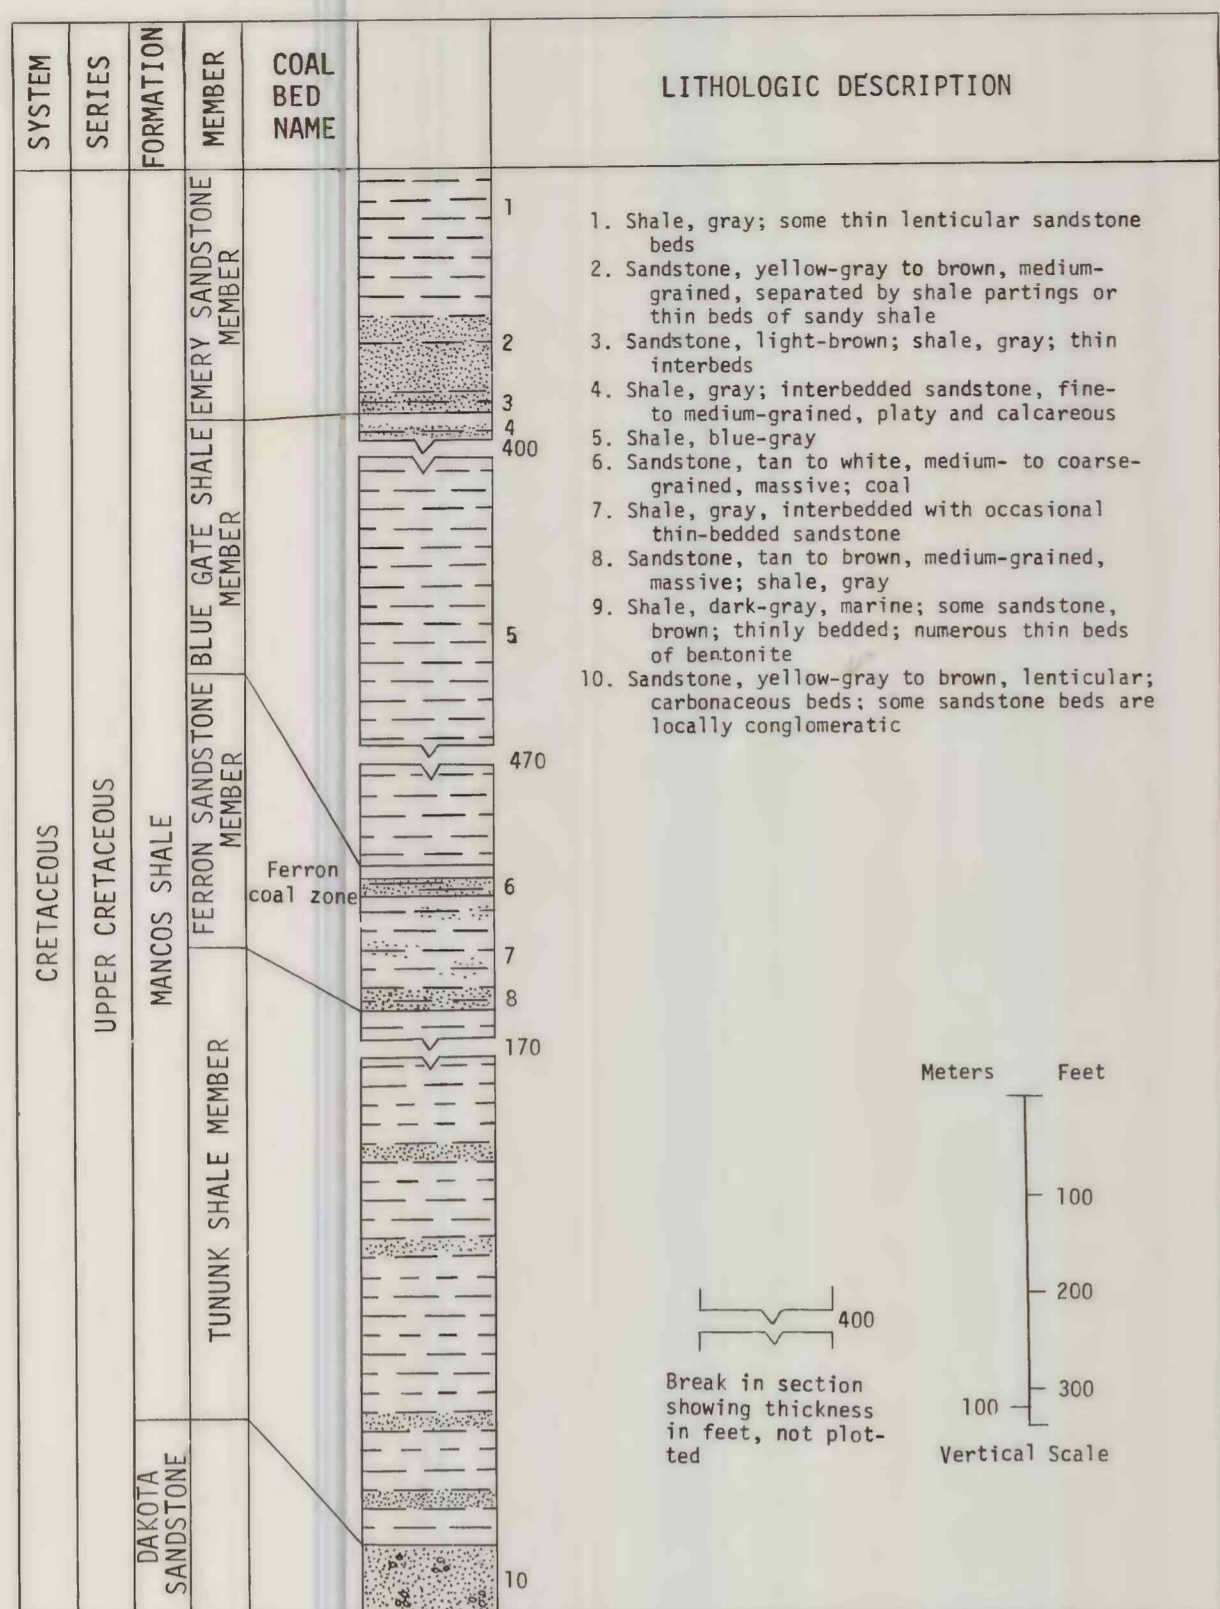 SYSTEM
SERIES
FORMATION
MEMBER
COAL
BED
NAME
LITHOLOGIC DESCRIPTION
CRETACEOUS
UPPER CRETACEOUS
MANCOS SHALE
DAKOTA
SANDSTONE
EMERY SANDSTONE
MEMBER
BLUE GATE SHALE
MEMBER
FERRON SANDSTONE
MEMBER
TUNUNK SHALE MEMBER
Ferron
coal zone
1
2
3
4
400
5
470
6
7
8
170
10
1. Shale, gray; some thin lenticular sandstone
beds
2. Sandstone, yellow-gray to brown, medium-
grained, separated by shale partings or
thin beds of sandy shale
3. Sandstone, light-brown; shale, gray; thin
interbeds
4. Shale, gray; interbedded sandstone, fine-
to medium-grained, platy and calcareous
5. Shale, blue-gray
6. Sandstone, tan to white, medium- to coarse-
grained, massive; coal
7. Shale, gray, interbedded with occasional
thin-bedded sandstone
8. Sandstone, tan to brown, medium-grained,
massive; shale, gray
9. Shale, dark-gray, marine; some sandstone,
brown; thinly bedded; numerous thin beds
of bentonite
10. Sandstone, yellow-gray to brown, lenticular;
carbonaceous beds; some sandstone beds are
locally conglomeratic
400
Break in section
showing thickness
in feet, not plot-
ted
Meters Feet
100
200
300
100
Vertical Scale